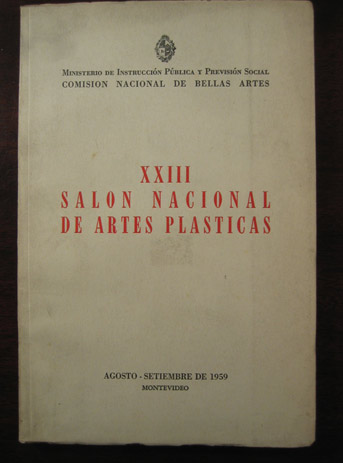 Ministerio de Instrucción Pública y Previsión Social
COMISION NACIONAL DE BELLAS ARTES
XXIII
SALON NACIONAL
DE ARTES PLASTICAS
AGOSTO - SETIEMBRE DE 1959
MONTEVIDEO